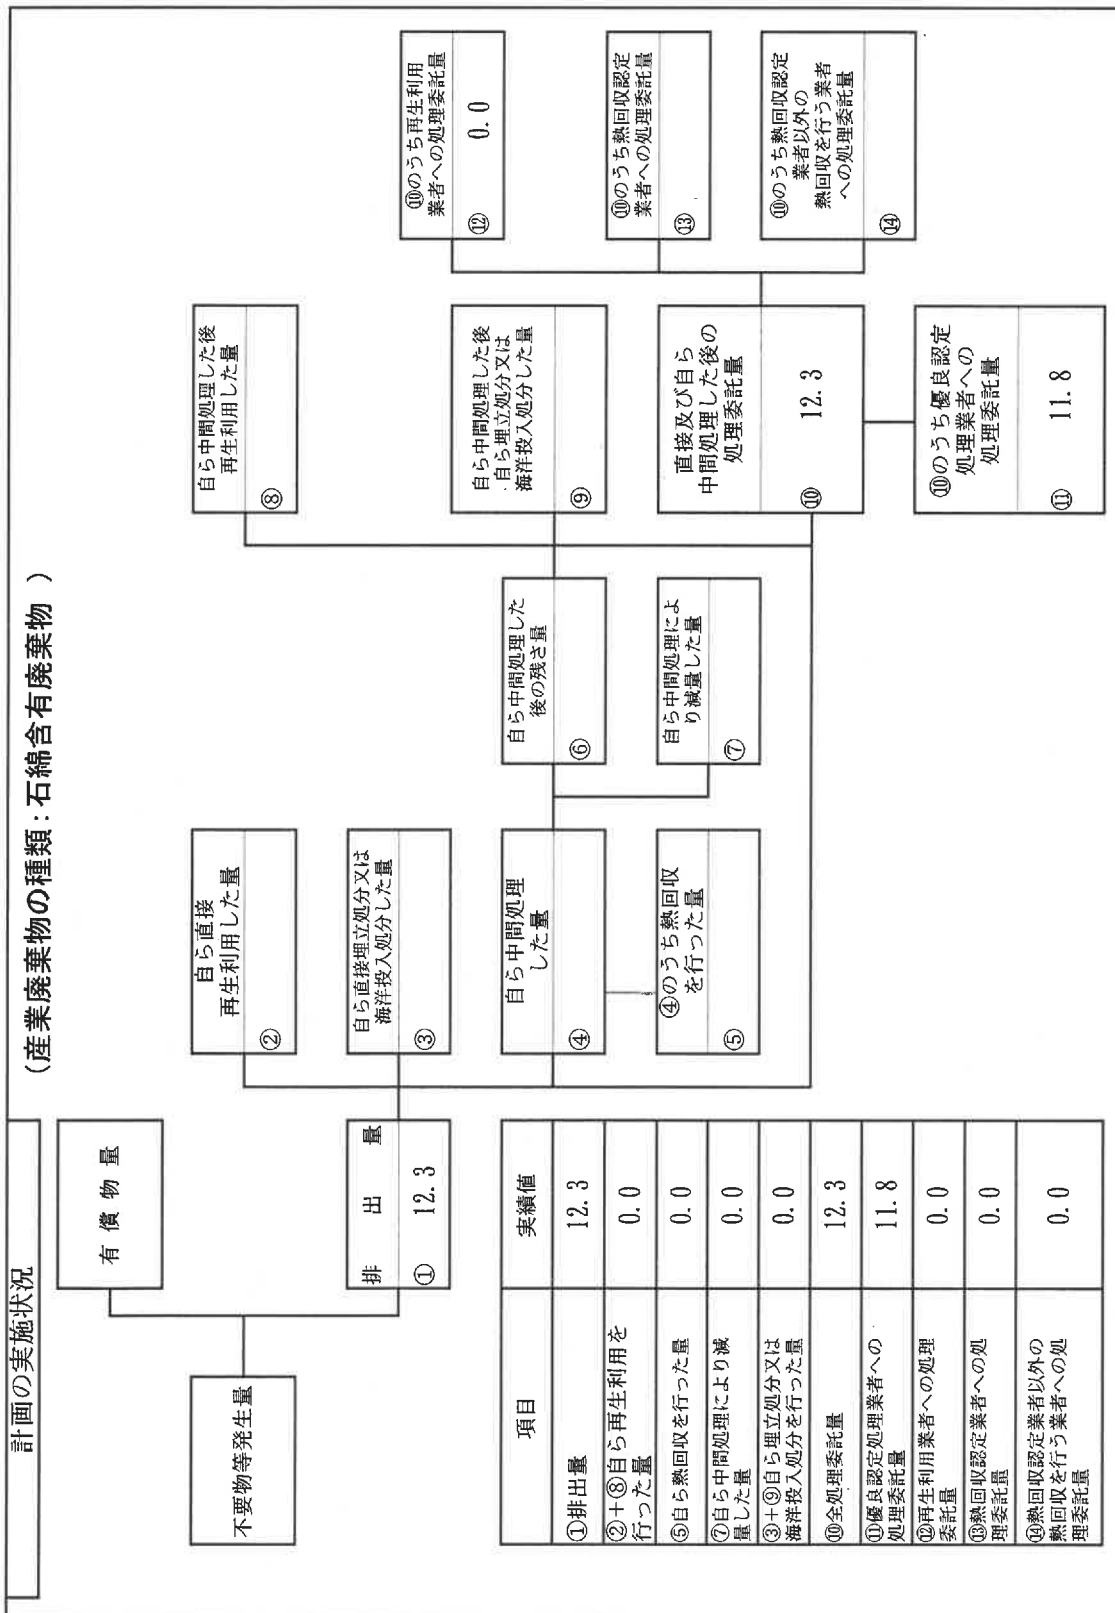 計画の実施状況
(産業廃棄物の種類：石綿含有廃棄物 )
不要物等発生量
有償物量
排出量
① 12.3
自ら直接
再生利用した量
②
自ら直接埋立処分又は
海洋投入処分した量
③
自ら中間処理
した量
④
④のうち熱回収
を行った量
⑤
自ら中間処理した
後の残さ量
⑥
自ら中間処理によ
り減量した量
⑦
自ら中間処理した後
再生利用した量
⑧
自ら中間処理した後
自ら埋立処分又は
海洋投入処分した量
⑨
直接及び自ら
中間処理した後の
処理委託量
⑩ 12.3
⑩のうち優良認定
処理業者への
処理委託量
⑪ 11.8
⑩のうち再生利用
業者への処理委託量
⑫ 0.0
⑩のうち熱回収認定
業者への処理委託量
⑬
⑩のうち熱回収認定
業者以外の
熱回収を行う業者
への処理委託量
⑭
項目 実績値
①排出量 12.3
②+⑧自ら再生利用を
行った量 0.0
⑤自ら熱回収を行った量 0.0
⑦自ら中間処理により減
量した量 0.0
③+⑨自ら埋立処分又は
海洋投入処分を行った量 0.0
⑩全処理委託量 12.3
⑪優良認定処理業者への
処理委託量 11.8
⑫再生利用業者への処理
委託量 0.0
⑬熱回収認定業者への処
理委託量 0.0
⑭熱回収認定業者以外の
熱回収を行う業者への処
理委託量 0.0